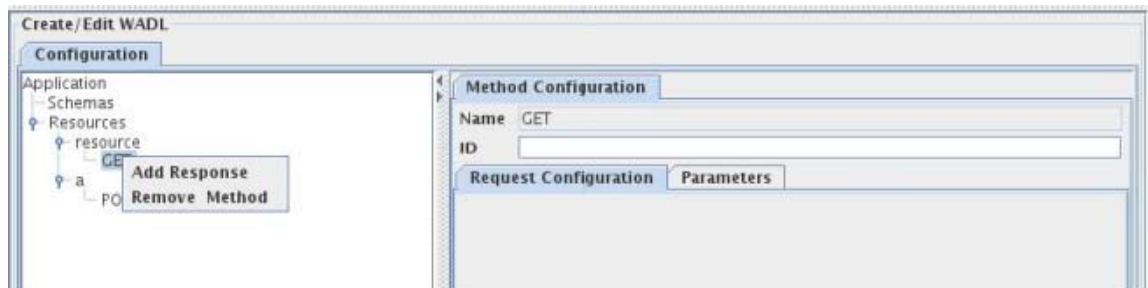 Create/Edit WADL
Configuration
Application
Schemas
Resources
resource
GET
Add Response
a
Remove Method
Method Configuration
Name GET
ID
Request Configuration Parameters